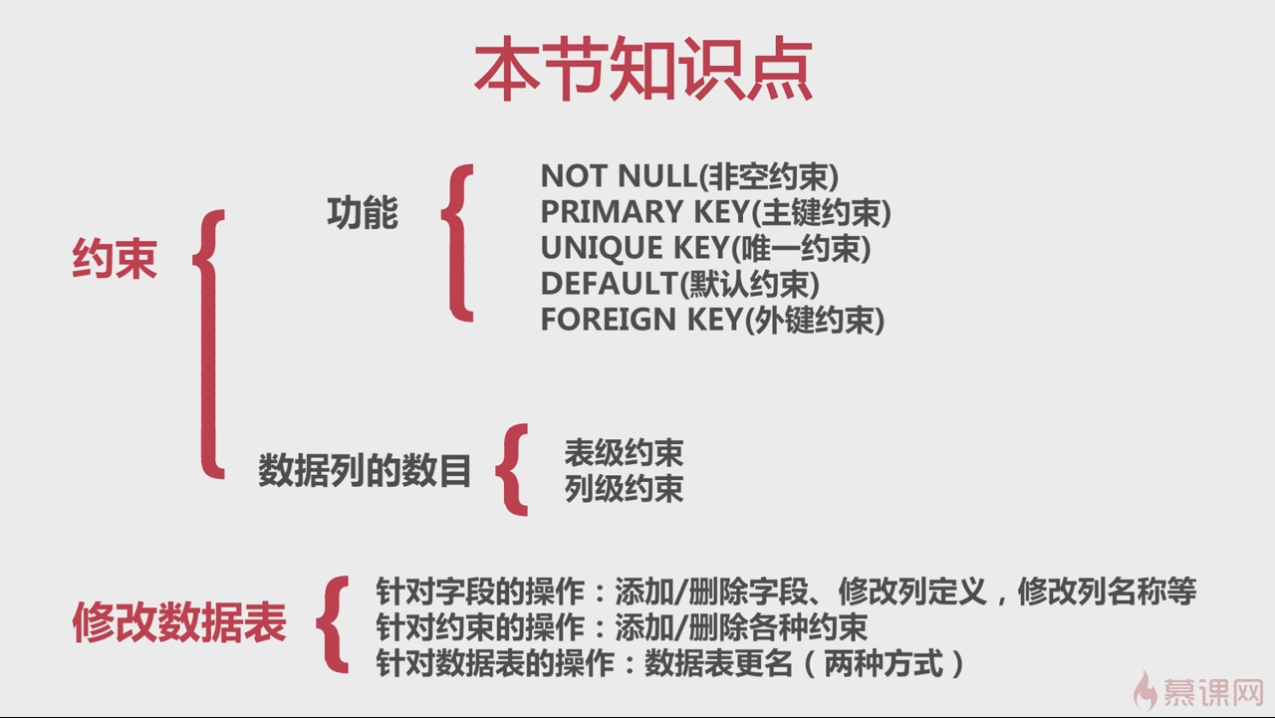 本节知识点
约束
功能
NOT NULL(非空约束)
PRIMARY KEY(主键约束)
UNIQUE KEY(唯一约束)
DEFAULT(默认约束)
FOREIGN KEY(外键约束)
数据列的数目
表级约束
列级约束
修改数据表
针对字段的操作：添加/删除字段、修改列定义，修改列名称等
针对约束的操作：添加/删除各种约束
针对数据表的操作：数据表更名（两种方式）
慕课网